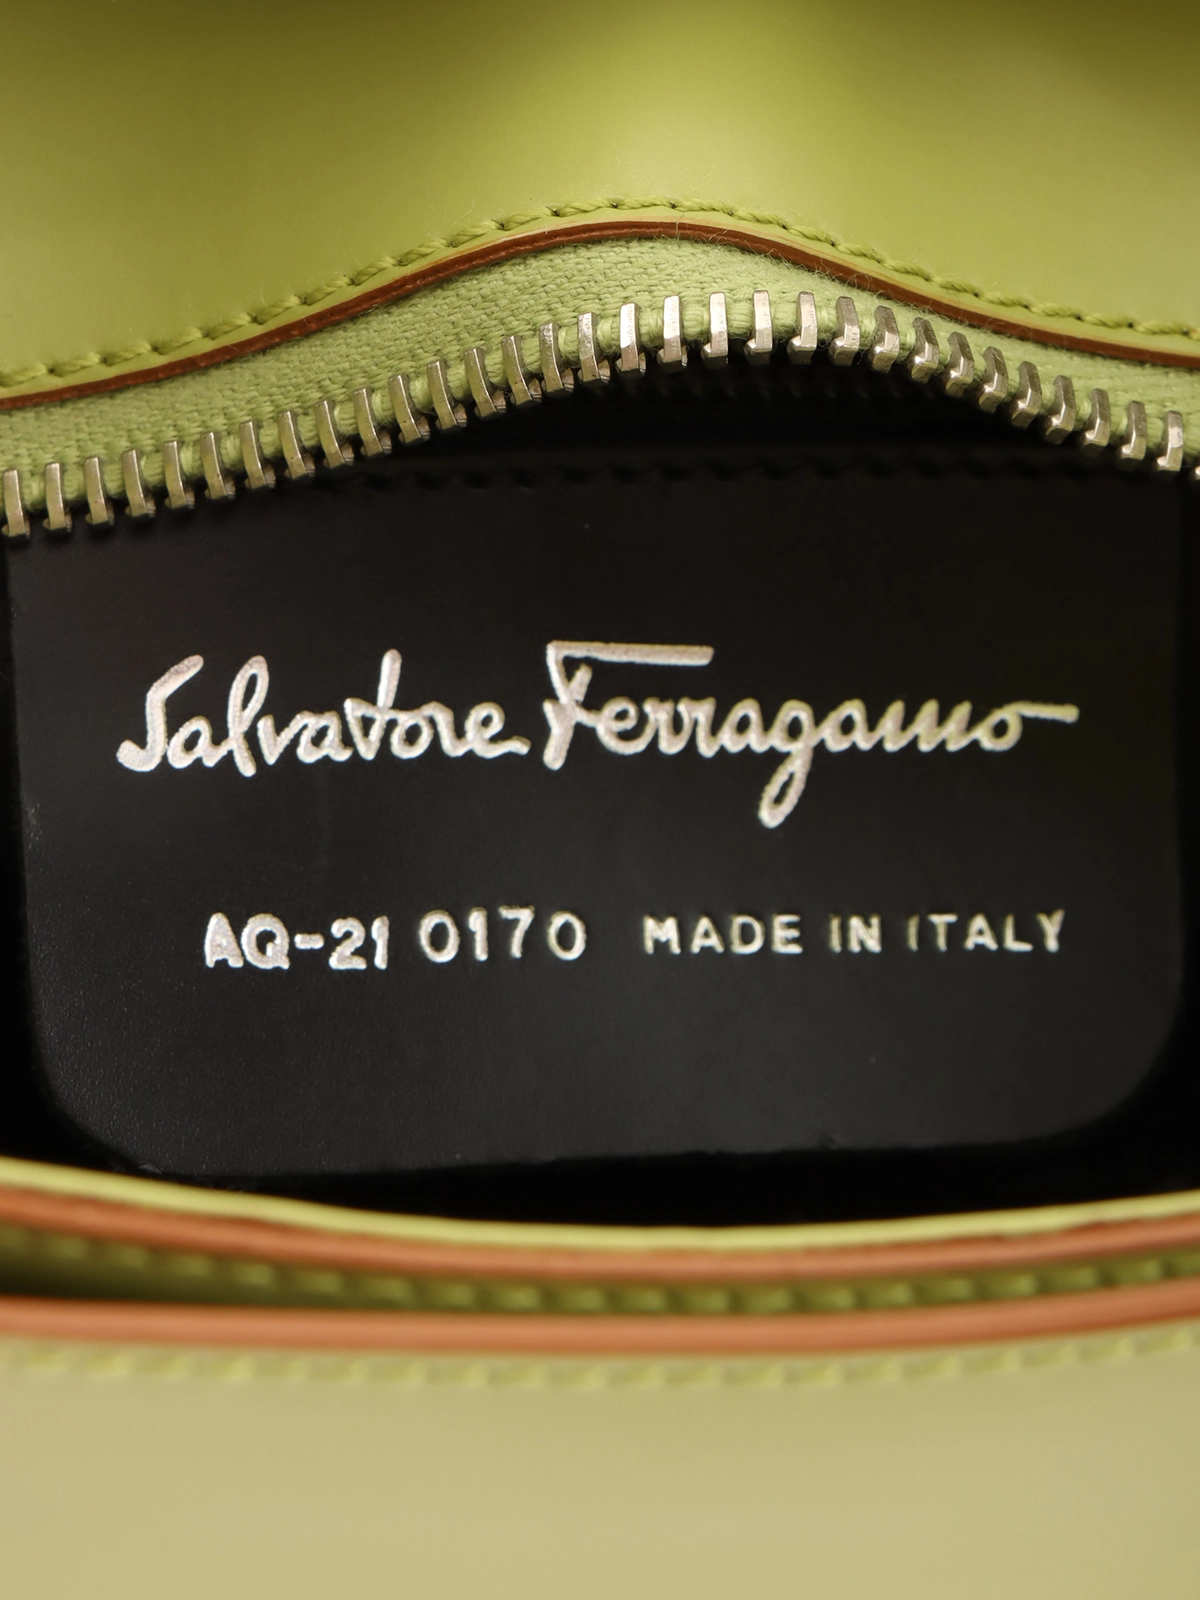 Salvatore Ferragamo
AQ-21 0170 MADE IN ITALY